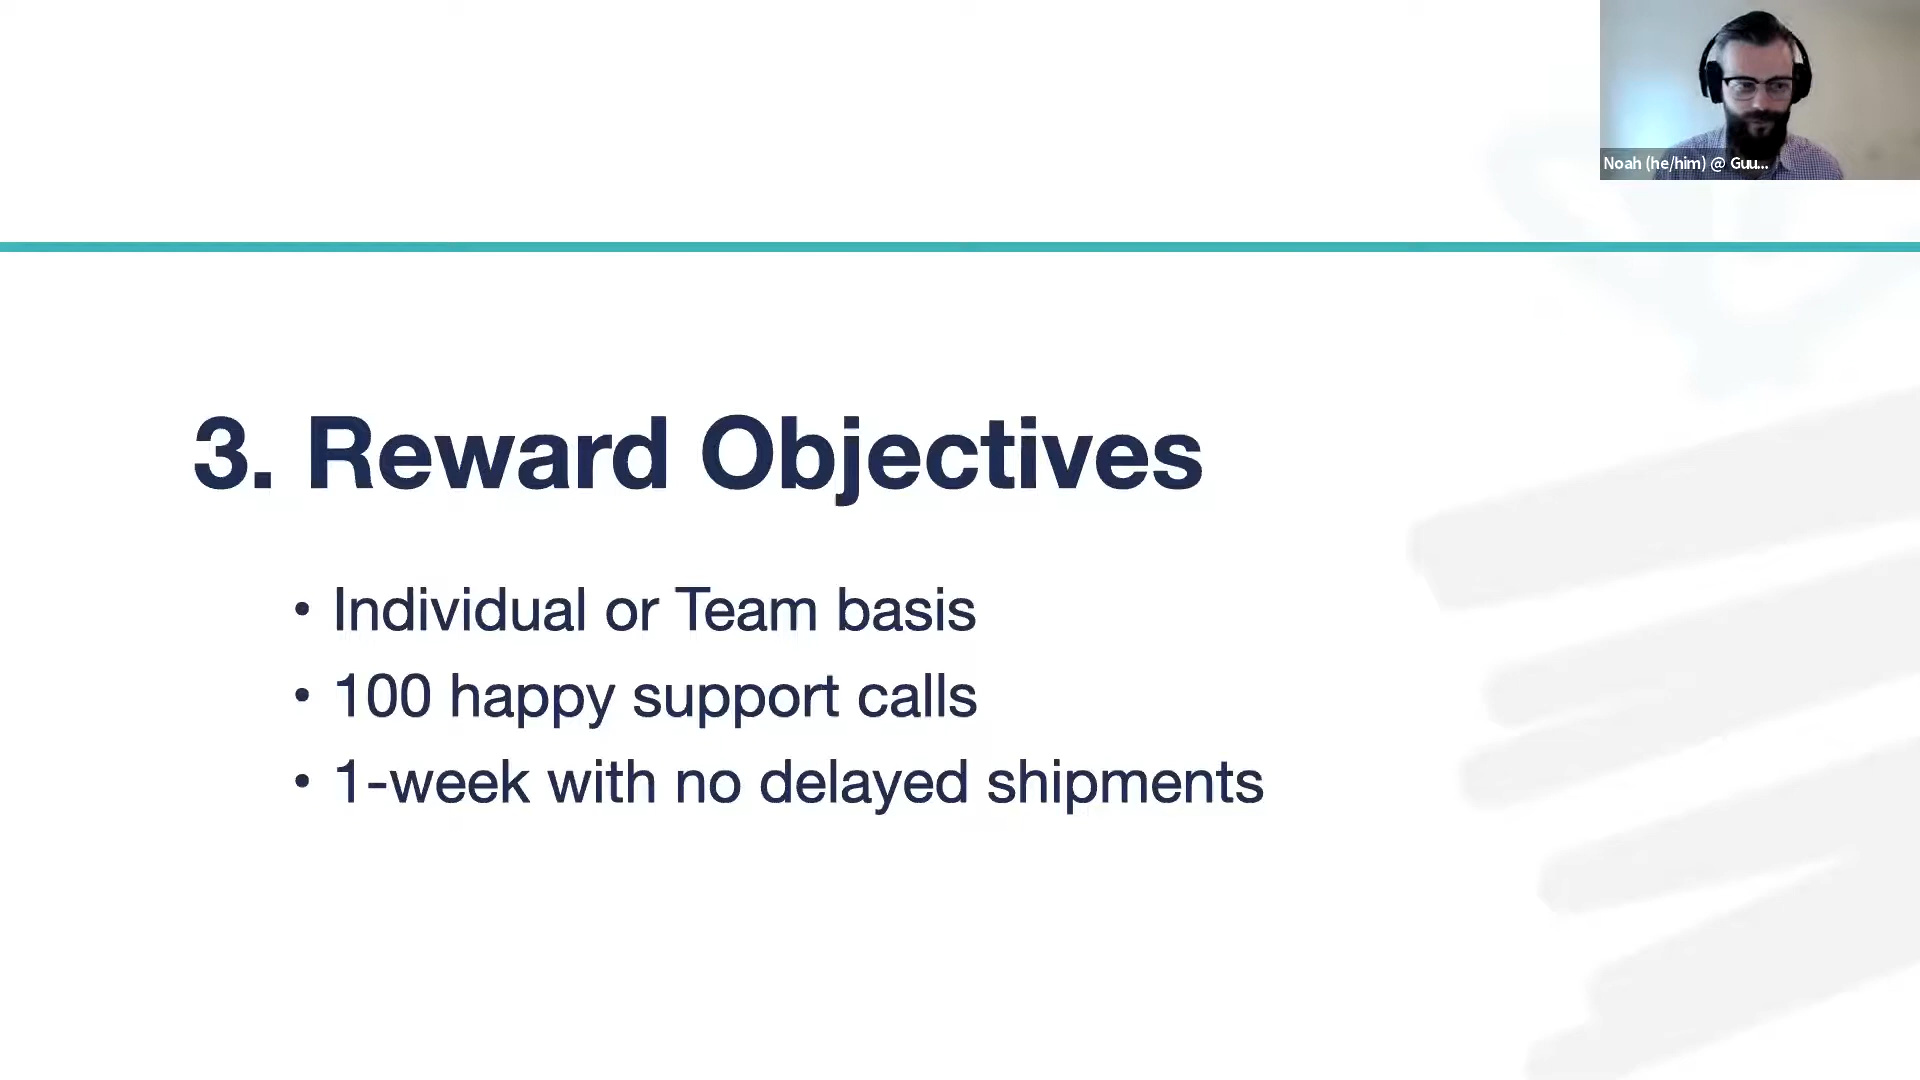 Noah (he/him) @ Guu...
3. Reward Objectives
• Individual or Team basis
• 100 happy support calls
• 1-week with no delayed shipments